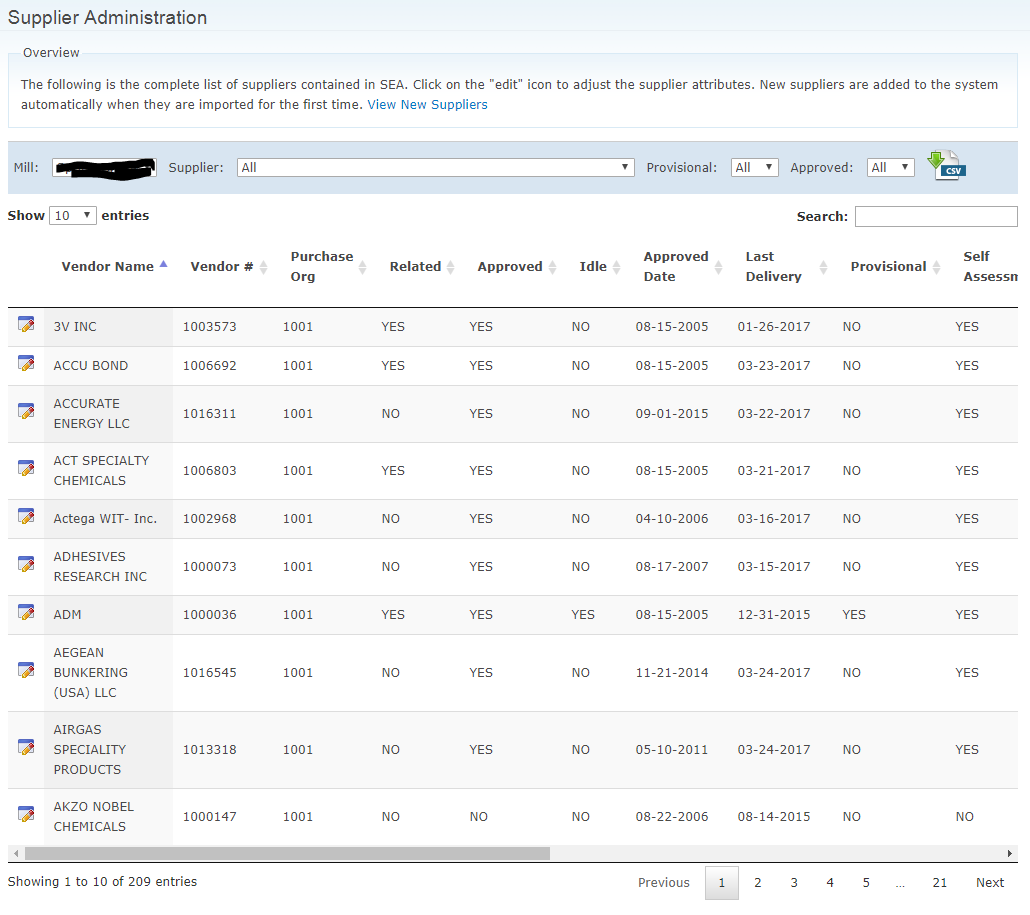 Supplier Administration
Overview
The following is the complete list of suppliers contained in SEA. Click on the "edit" icon to adjust the supplier attributes. New suppliers are added to the system
automatically when they are imported for the first time. View New Suppliers
Mill: Supplier: All Provisional: All Approved: All CSV
Show 10 entries Search:
Vendor Name Vendor # Purchase Org Related Approved Idle Approved Date Last Delivery Provisional Self Assessm
3V INC 1003573 1001 YES YES NO 08-15-2005 01-26-2017 NO YES
ACCU BOND 1006692 1001 YES YES NO 08-15-2005 03-23-2017 NO YES
ACCURATE
ENERGY LLC 1016311 1001 NO YES NO 09-01-2015 03-22-2017 NO YES
ACT SPECIALTY
CHEMICALS 1006803 1001 YES YES NO 08-15-2005 03-21-2017 NO YES
Actega WIT- Inc. 1002968 1001 NO YES NO 04-10-2006 03-16-2017 NO YES
ADHESIVES
RESEARCH INC 1000073 1001 NO YES NO 08-17-2007 03-15-2017 NO YES
ADM 1000036 1001 YES YES YES 08-15-2005 12-31-2015 YES YES
AEGEAN
BUNKERING
(USA) LLC 1016545 1001 NO YES NO 11-21-2014 03-24-2017 NO YES
AIRGAS
SPECIALITY
PRODUCTS 1013318 1001 NO YES NO 05-10-2011 03-24-2017 NO YES
AKZO NOBEL
CHEMICALS 1000147 1001 NO NO NO 08-22-2006 08-14-2015 NO NO
Showing 1 to 10 of 209 entries Previous 1 2 3 4 5 ... 21 Next